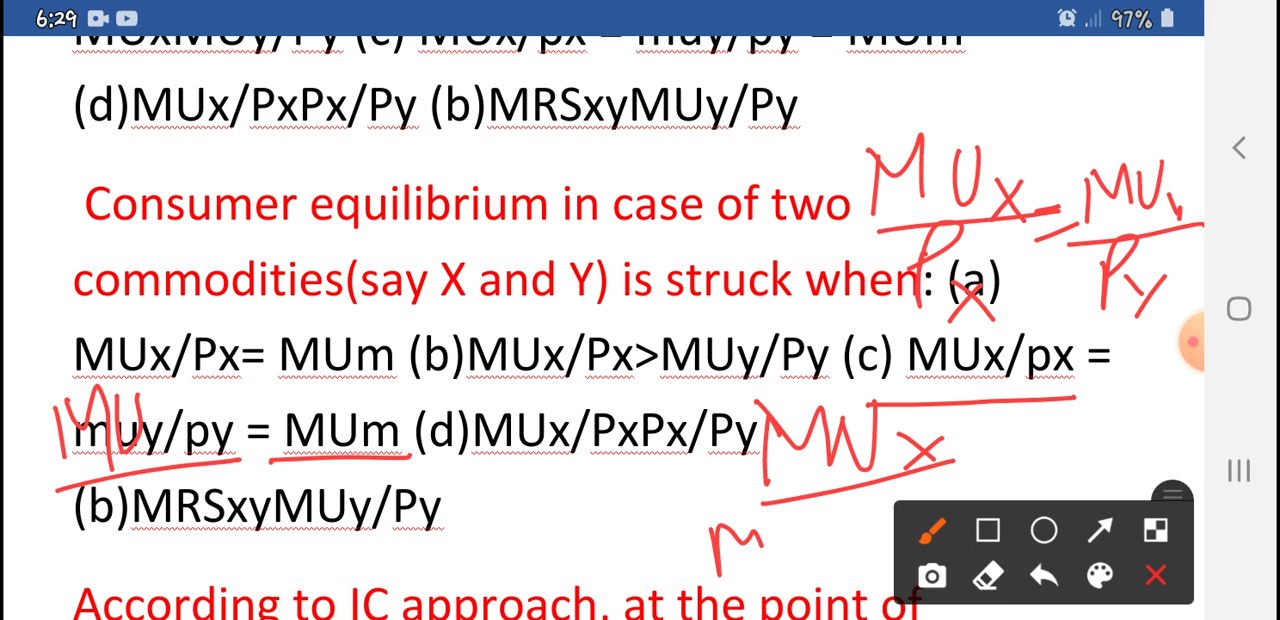 6:29 97%
(d)MUx/PxPx/Py (b)MRSxyMUy/Py
Consumer equilibrium in case of two
commodities(say X and Y) is struck when: (a)
MUx/Px= MUm (b)MUx/Px>MUy/Py (c) MUx/px =
muy/py = MUm (d)MUx/PxPx/Py
(b)MRSxyMUy/Py
According to IC approach, at the point of
MUx = MUy
Px Py
MU
MUx
M